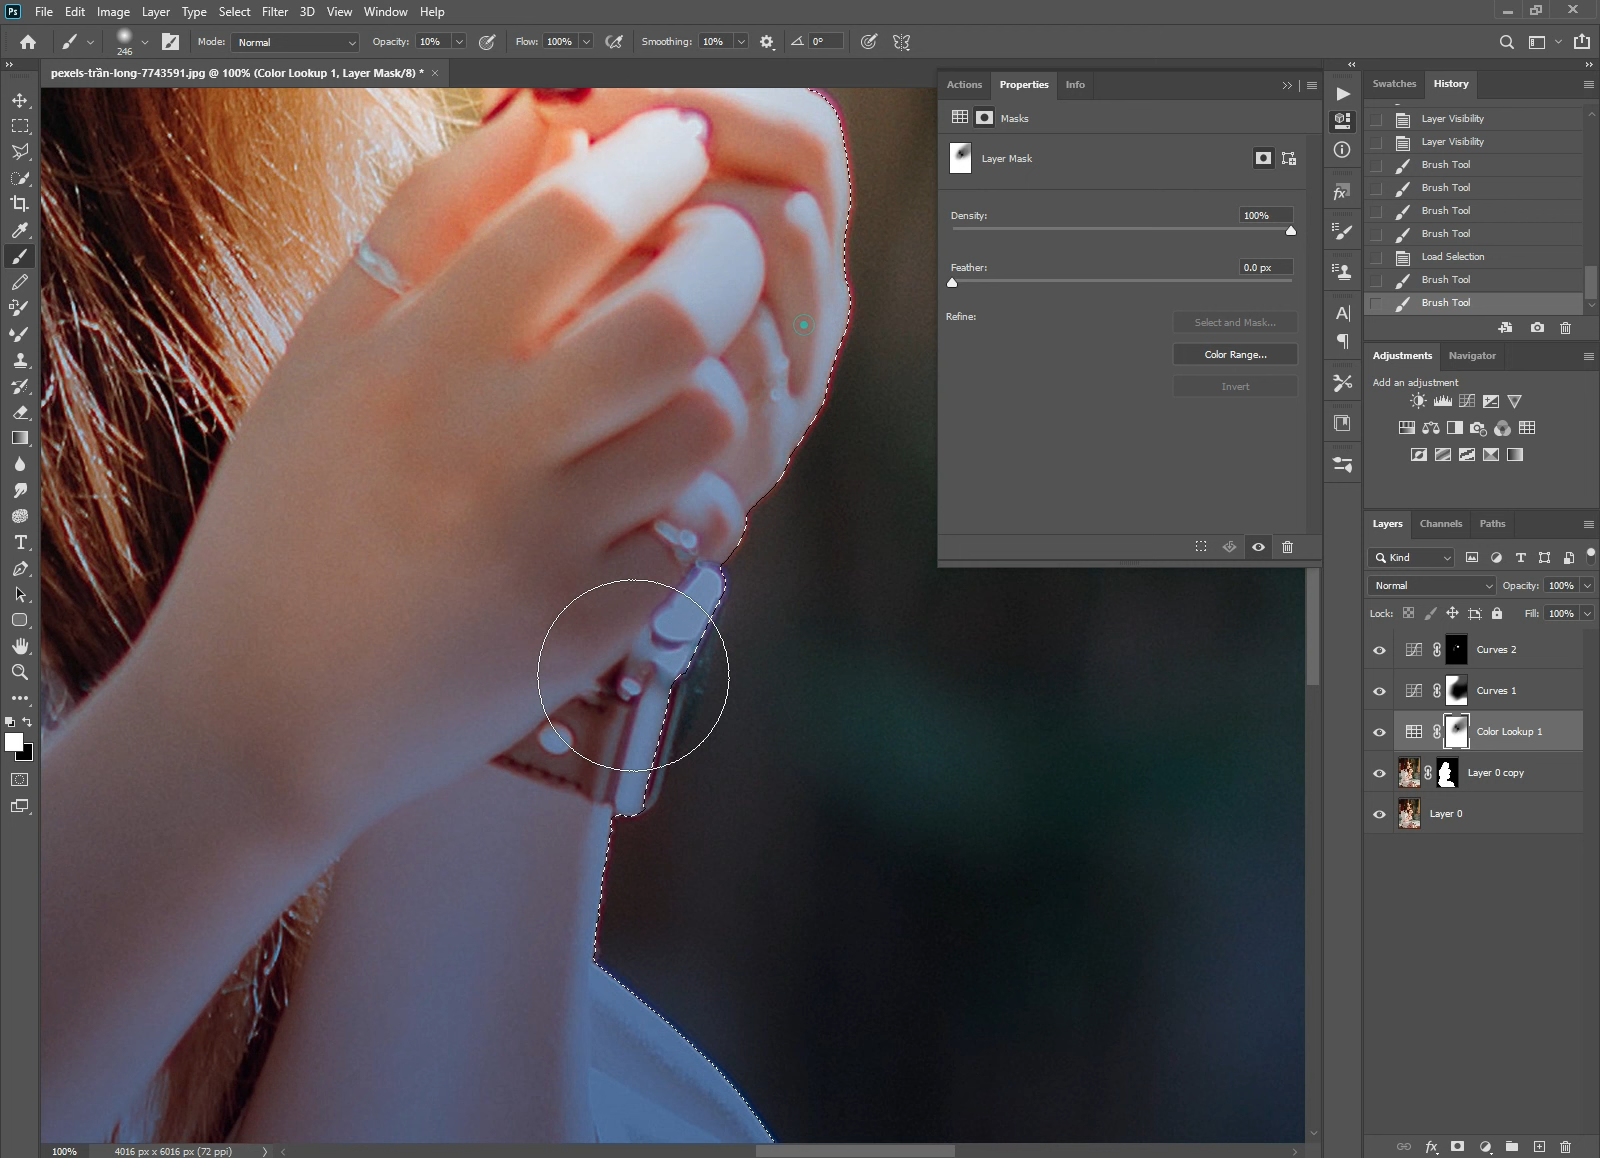 Ps File Edit Image Layer Type Select Filter 3D View Window Help
246 Mode: Normal Opacity: 10% Flow: 100% Smoothing: 10% 0°
pexels-trần-long-7743591.jpg @ 100% (Color Lookup 1, Layer Mask/8) * ×
Actions Properties Info
Masks
Layer Mask
Density: 100%
Feather: 0.0 px
Refine: Select and Mask...
Color Range...
Invert
Swatches History
Layer Visibility
Layer Visibility
Brush Tool
Brush Tool
Brush Tool
Brush Tool
Load Selection
Brush Tool
Brush Tool
Adjustments Navigator
Add an adjustment
Layers Channels Paths
Kind
Normal Opacity: 100%
Lock: Fill: 100%
Curves 2
Curves 1
Color Lookup 1
Layer 0 copy
Layer 0
100% 4016 px x 6016 px (72 ppi)